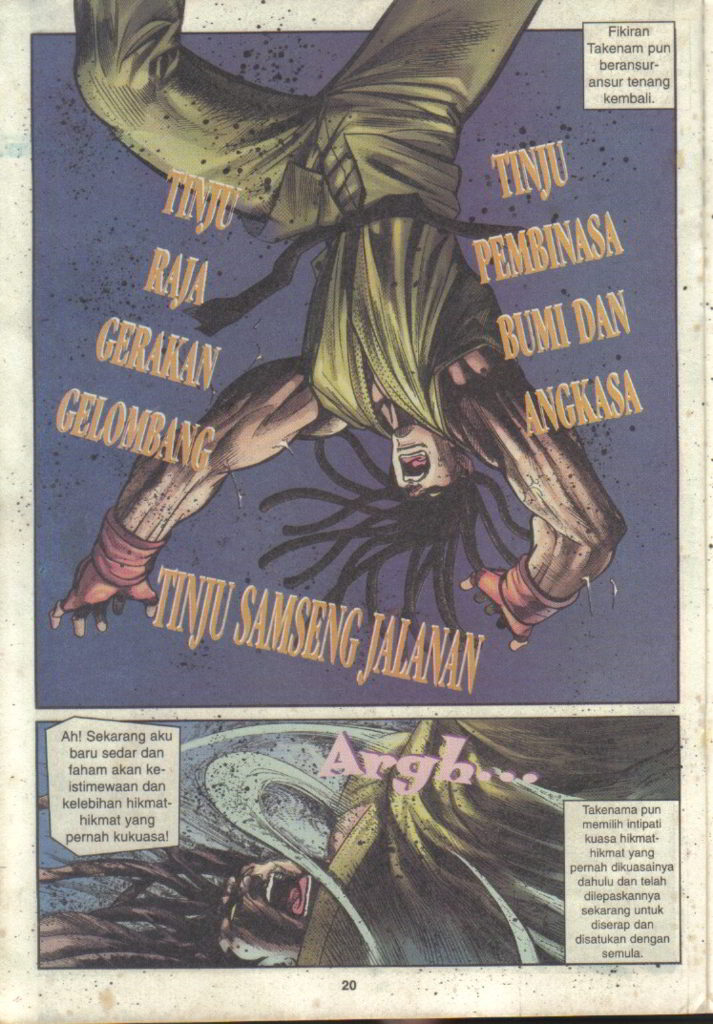 Fikiran
Takenam pun
beransur-
ansur tenang
kembali.
TINJU
RAJA
GERAKAN
GELOMBANG
TINJU
PEMBINASA
BUMI DAN
ANGKASA
TINJU SAMSENG JALANAN
Ah! Sekarang aku
baru sedar dan
faham akan ke-
istimewaan dan
kelebihan hikmat-
hikmat yang
pernah kukuasa!
Argh...
Takenama pun
memilih intipati
kuasa hikmat-
hikmat yang
pernah dikuasainya
dahulu dan telah
dilepaskannya
sekarang untuk
diserap dan
disatukan dengan
semula.
20